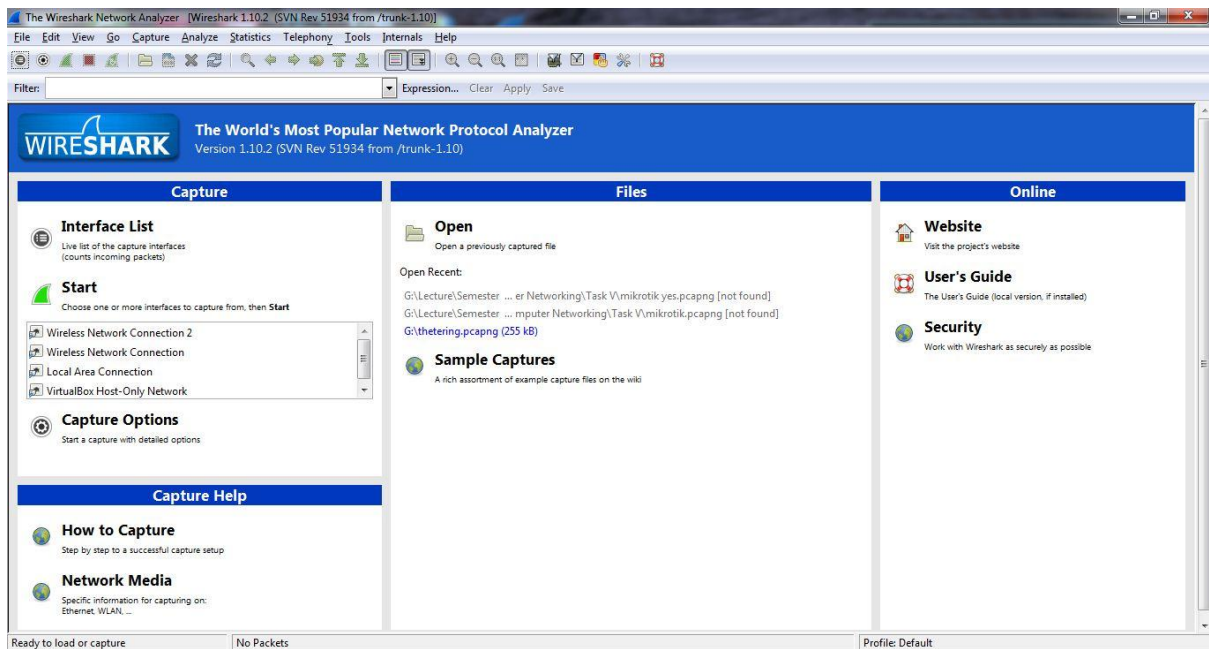 The Wireshark Network Analyzer [Wireshark 1.10.2 (SVN Rev 51934 from /trunk-1.10)]
File Edit View Go Capture Analyze Statistics Telephony Tools Internals Help
Filter: Expression... Clear Apply Save
WIRESHARK
The World's Most Popular Network Protocol Analyzer
Version 1.10.2 (SVN Rev 51934 from /trunk-1.10)
Capture
Interface List
Live list of the capture interfaces
(counts incoming packets)
Start
Choose one or more interfaces to capture from, then Start
Wireless Network Connection 2
Wireless Network Connection
Local Area Connection
VirtualBox Host-Only Network
Capture Options
Start a capture with detailed options
Capture Help
How to Capture
Step by step to a successful capture setup
Network Media
Specific information for capturing on:
Ethernet, WLAN, ...
Files
Open
Open a previously captured file
Open Recent:
G:\Lecture\Semester ... er Networking\Task V\mikrotik yes.pcapng [not found]
G:\Lecture\Semester ... mputer Networking\Task V\mikrotik.pcapng [not found]
G:\thetering.pcapng (255 kB)
Sample Captures
A rich assortment of example capture files on the wiki
Online
Website
Visit the project's website
User's Guide
The User's Guide (local version, if installed)
Security
Work with Wireshark as securely as possible
Ready to load or capture
No Packets
Profile: Default